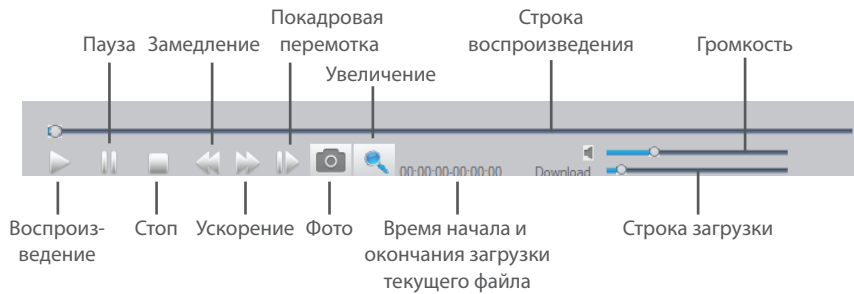 Покадровая
перемотка
Строка
воспроизведения
Пауза
Замедление
Громкость
Увеличение
00:00:00-00:00:00
Download
Воспроиз-
ведение
Стоп
Ускорение
Фото
Время начала и
окончания загрузки
текущего файла
Строка загрузки